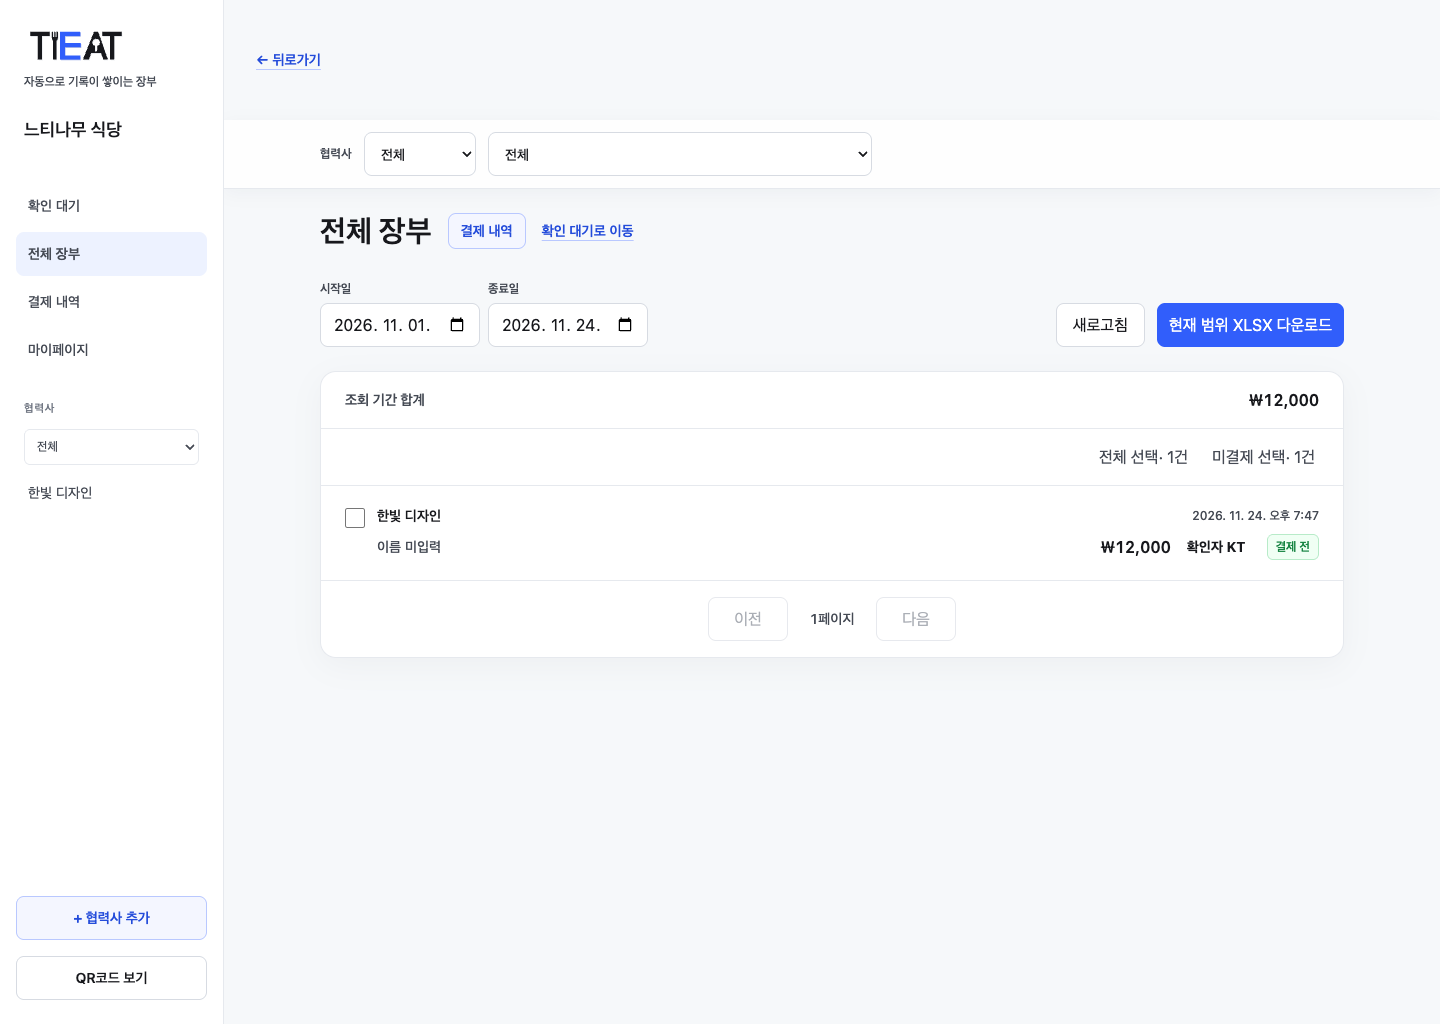 TIEAT
자동으로 기록이 쌓이는 장부
느티나무 식당
확인 대기
전체 장부
결제 내역
마이페이지
협력사
전체
한빛 디자인
+ 협력사 추가
QR코드 보기
← 뒤로가기
협력사 전체 전체
전체 장부 결제 내역 확인 대기로 이동
시작일 종료일
2026. 11. 01. 2026. 11. 24. 새로고침 현재 범위 XLSX 다운로드
조회 기간 합계 ₩12,000
전체 선택· 1건 미결제 선택· 1건
한빛 디자인 2026. 11. 24. 오후 7:47
이름 미입력 ₩12,000 확인자 KT 결제 전
이전 1페이지 다음